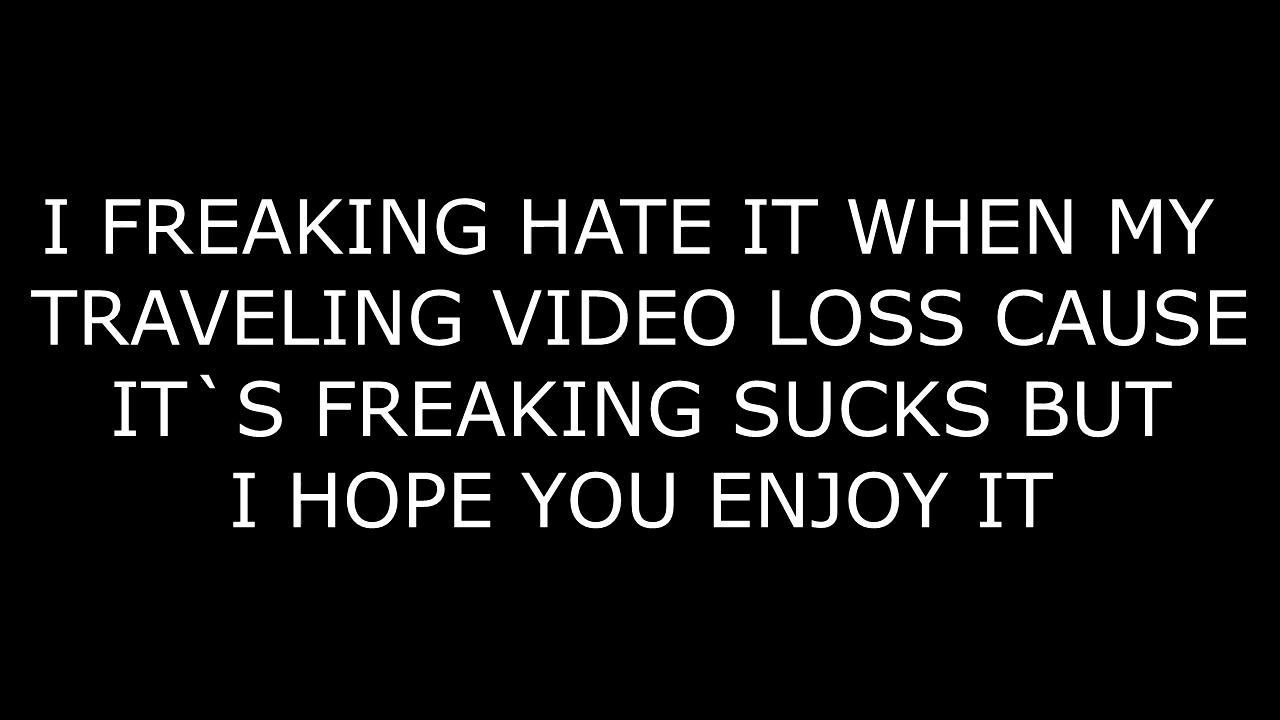 I FREAKING HATE IT WHEN MY
TRAVELING VIDEO LOSS CAUSE
IT`S FREAKING SUCKS BUT
I HOPE YOU ENJOY IT